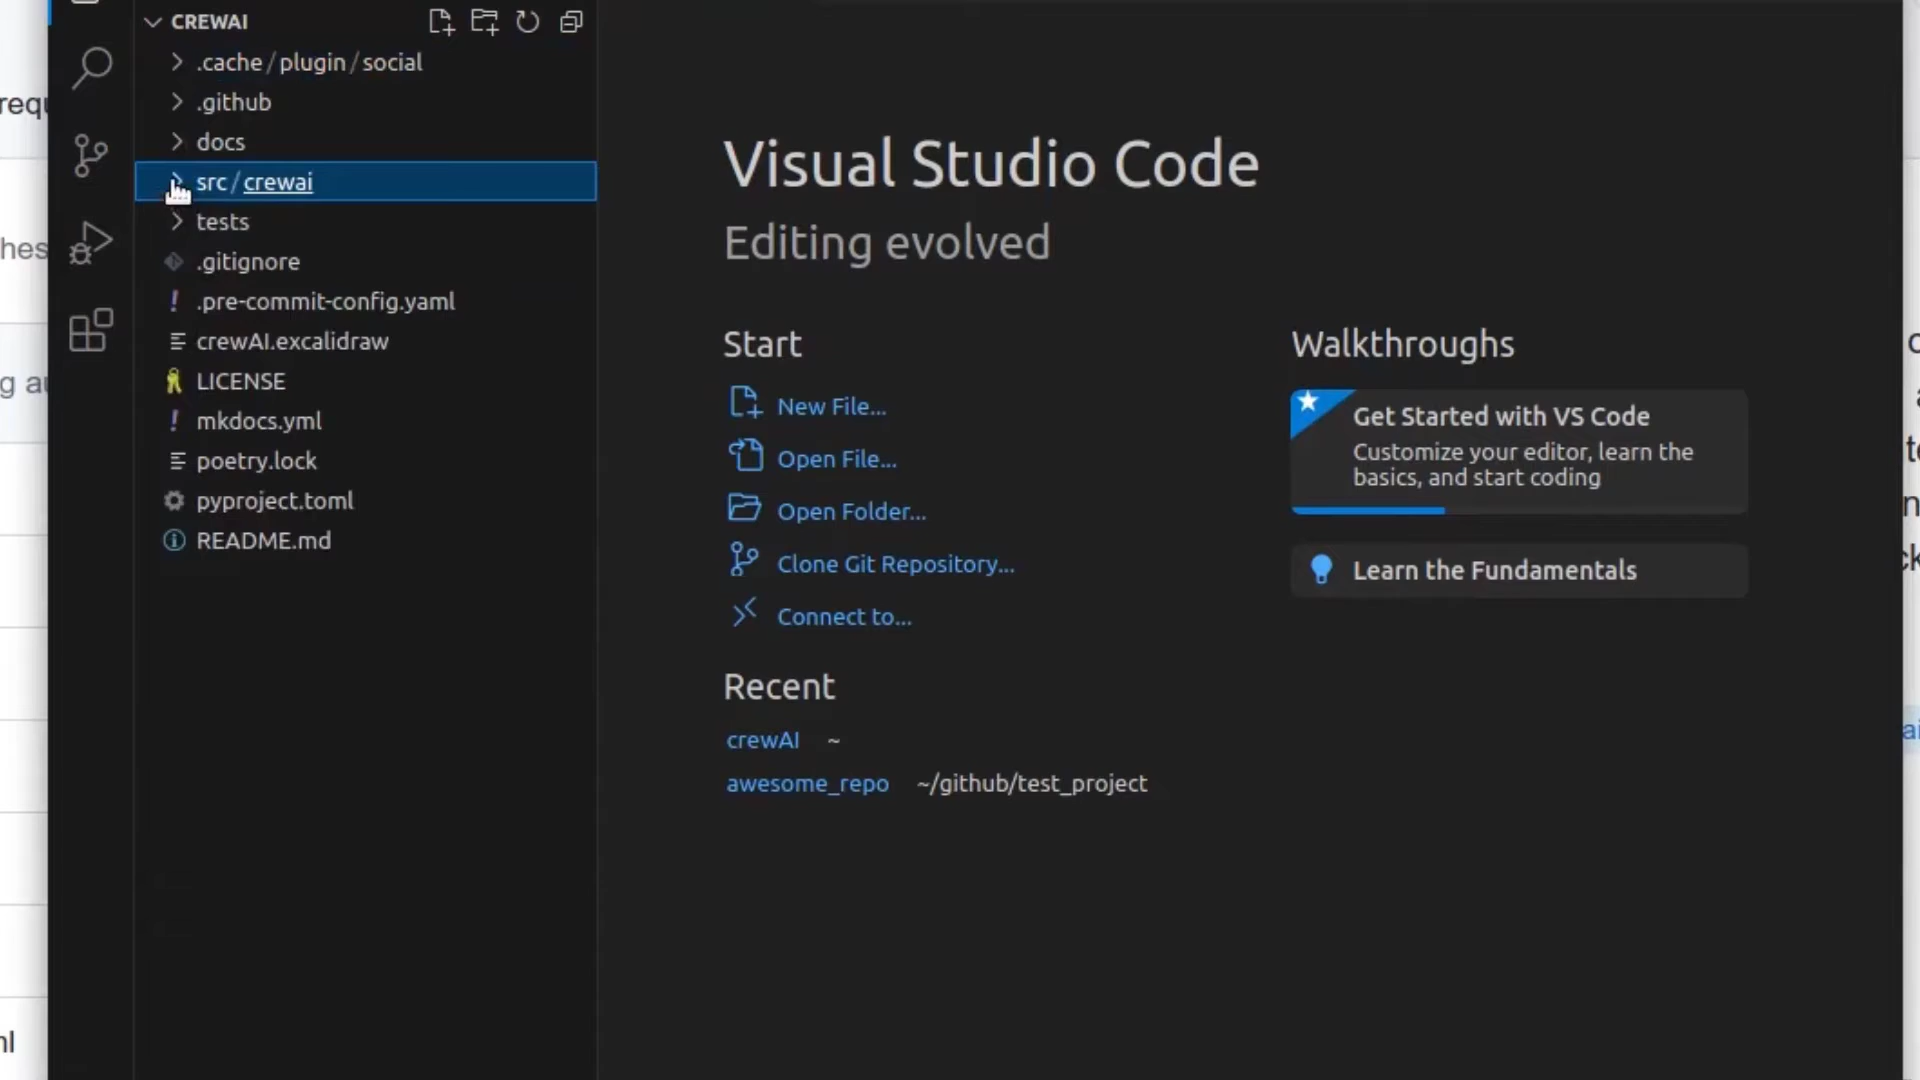 CREWAI
.cache / plugin / social
.github
docs
src / crewai
tests
.gitignore
! .pre-commit-config.yaml
crewAI.excalidraw
LICENSE
! mkdocs.yml
poetry.lock
pyproject.toml
README.md
Visual Studio Code
Editing evolved
Start
New File...
Open File...
Open Folder...
Clone Git Repository...
Connect to...
Recent
crewAI ~
awesome_repo ~/github/test_project
Walkthroughs
Get Started with VS Code
Customize your editor, learn the
basics, and start coding
Learn the Fundamentals